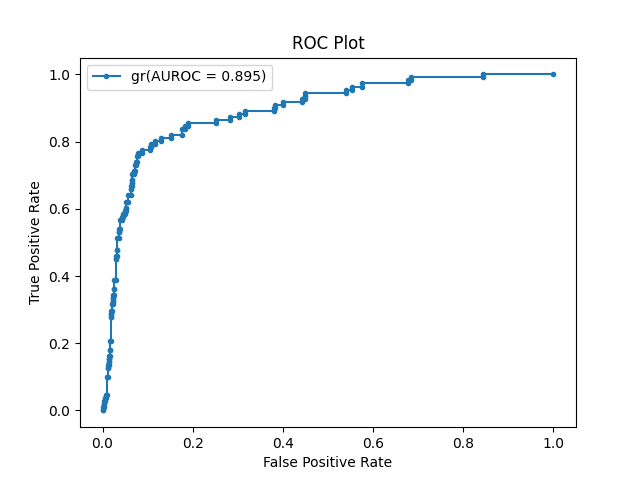 ROC Plot
gr(AUROC = 0.895)
True Positive Rate
1.0
0.8
0.6
0.4
0.2
0.0
0.0 0.2 0.4 0.6 0.8 1.0
False Positive Rate